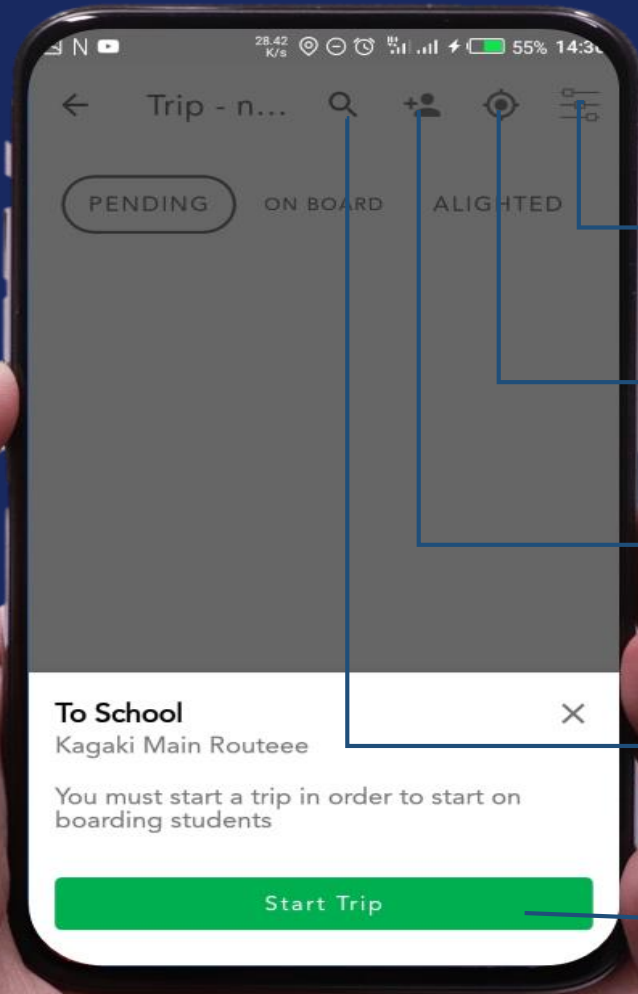 N 28.42 K/s 55% 14:3
Trip - n...
PENDING ON BOARD ALIGHTED
To School
Kagaki Main Routeee
You must start a trip in order to start on
boarding students
Start Trip